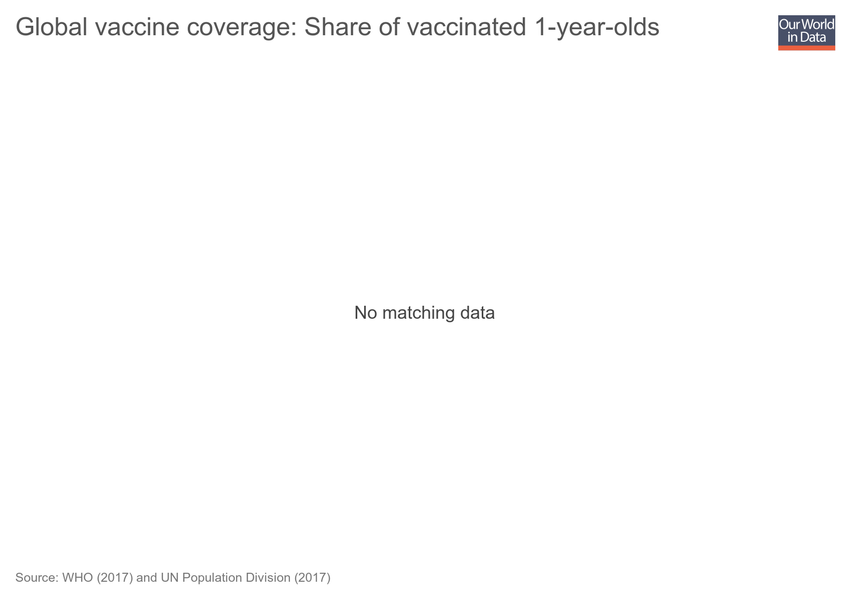 Global vaccine coverage: Share of vaccinated 1-year-olds
Our World
in Data
No matching data
Source: WHO (2017) and UN Population Division (2017)